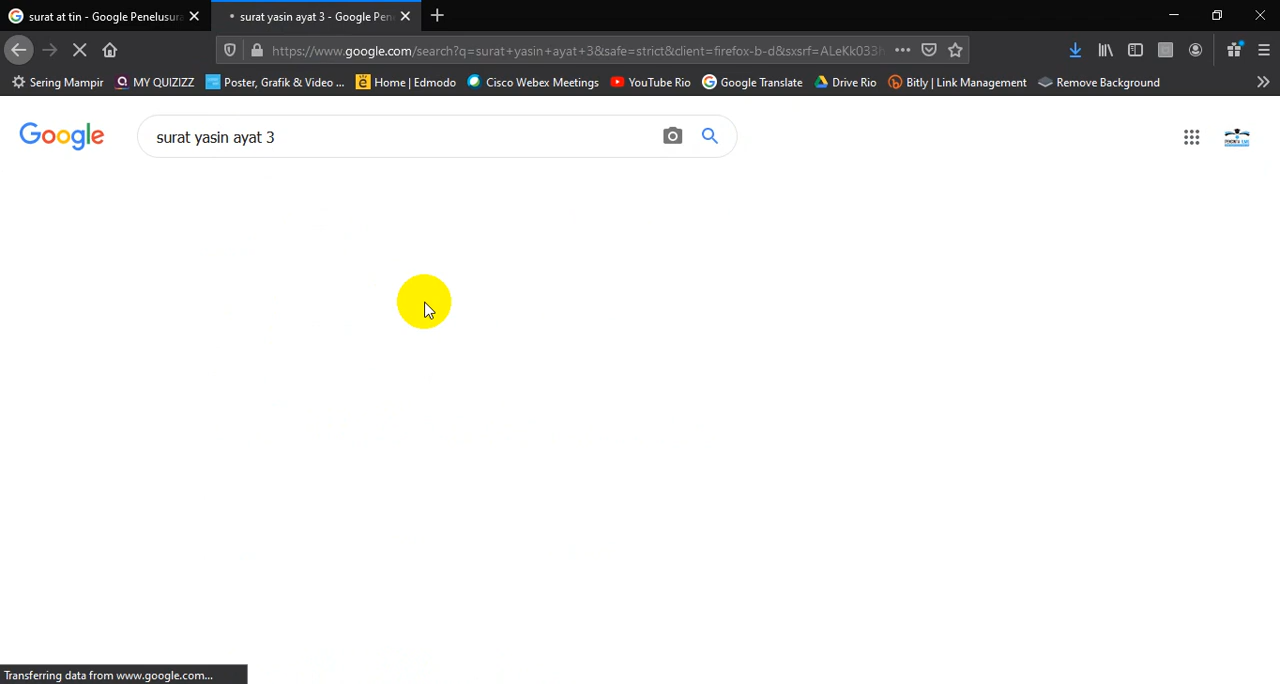 surat at tin - Google Penelusura
surat yasin ayat 3 - Google Pen
https://www.google.com/search?q=surat+yasin+ayat+3&safe=strict&client=firefox-b-d&sxsrf=ALeKk033
Sering Mampir MY QUIZIZZ Poster, Grafik & Video ... Home | Edmodo Cisco Webex Meetings YouTube Rio Google Translate Drive Rio Bitly | Link Management Remove Background
Google
surat yasin ayat 3
Transferring data from www.google.com...